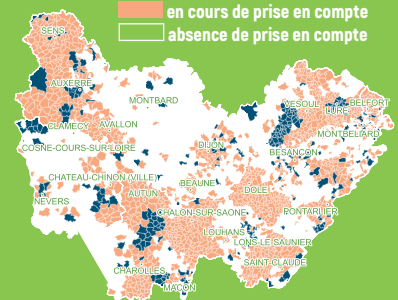 en cours de prise en compte
absence de prise en compte
SENS
AUXERRE
MONTBARD
VESOUL
BELFORT
LURE
CLAMECY
AVALLON
MONTBELIARD
COSNE-COURS-SUR-LOIRE
DIJON
BESANCON
CHATEAU-CHINON (VILLE)
BEAUNE
AUTUN
DOLE
NEVERS
CHALON-SUR-SAONE
PONTARLIER
LOUHANS
LONS-LE SAUNIER
SAINT-CLAUDE
CHAROLLES
MACON